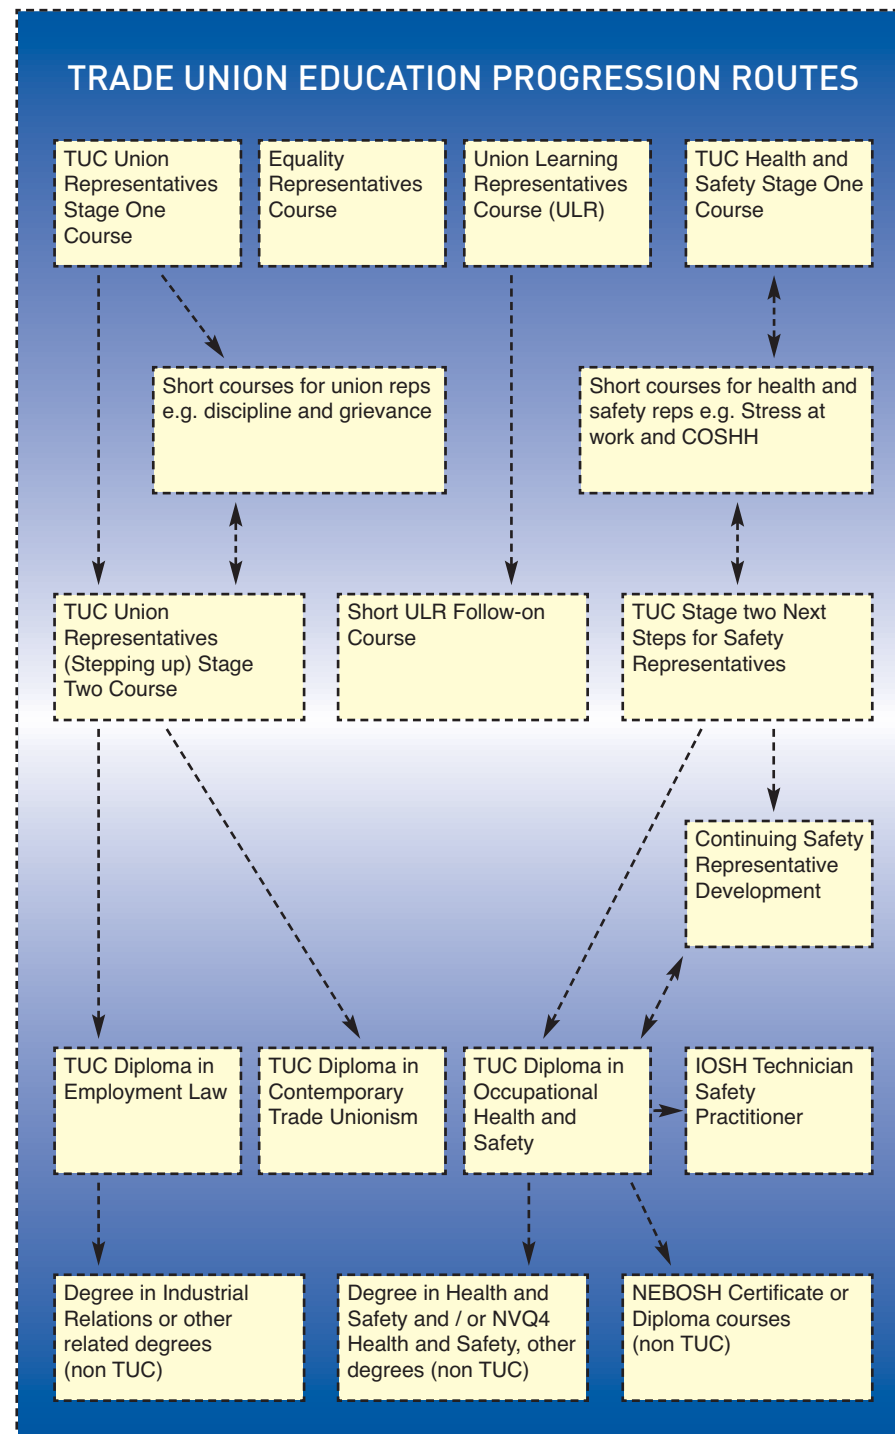 TRADE UNION EDUCATION PROGRESSION ROUTES
TUC Union
Representatives
Stage One
Course
Equality
Representatives
Course
Union Learning
Representatives
Course (ULR)
TUC Health and
Safety Stage One
Course
Short courses for union reps
e.g. discipline and grievance
Short courses for health and
safety reps e.g. Stress at
work and COSHH
TUC Union
Representatives
(Stepping up) Stage
Two Course
Short ULR Follow-on
Course
TUC Stage two Next
Steps for Safety
Representatives
Continuing Safety
Representative
Development
TUC Diploma in
Employment Law
TUC Diploma in
Contemporary
Trade Unionism
TUC Diploma in
Occupational
Health and
Safety
IOSH Technician
Safety
Practitioner
Degree in Industrial
Relations or other
related degrees
(non TUC)
Degree in Health and
Safety and / or NVQ4
Health and Safety, other
degrees (non TUC)
NEBOSH Certificate or
Diploma courses
(non TUC)